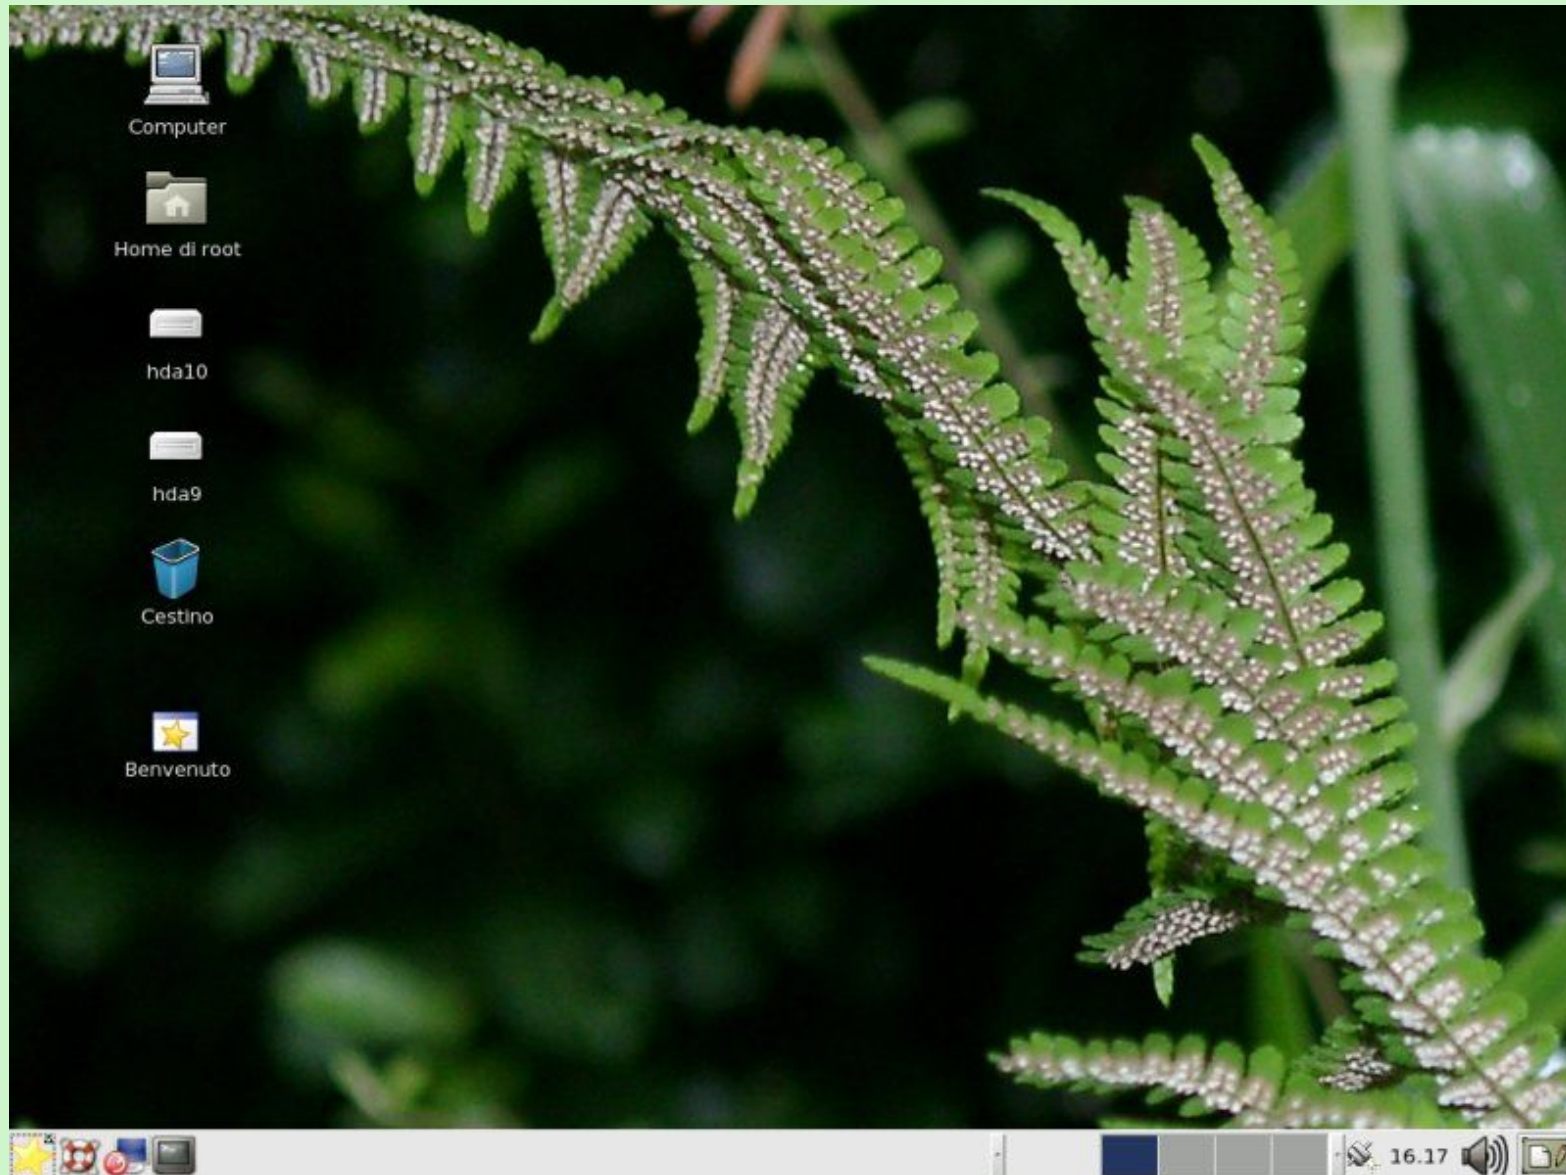 Computer
Home di root
hda10
hda9
Cestino
Benvenuto
16.17